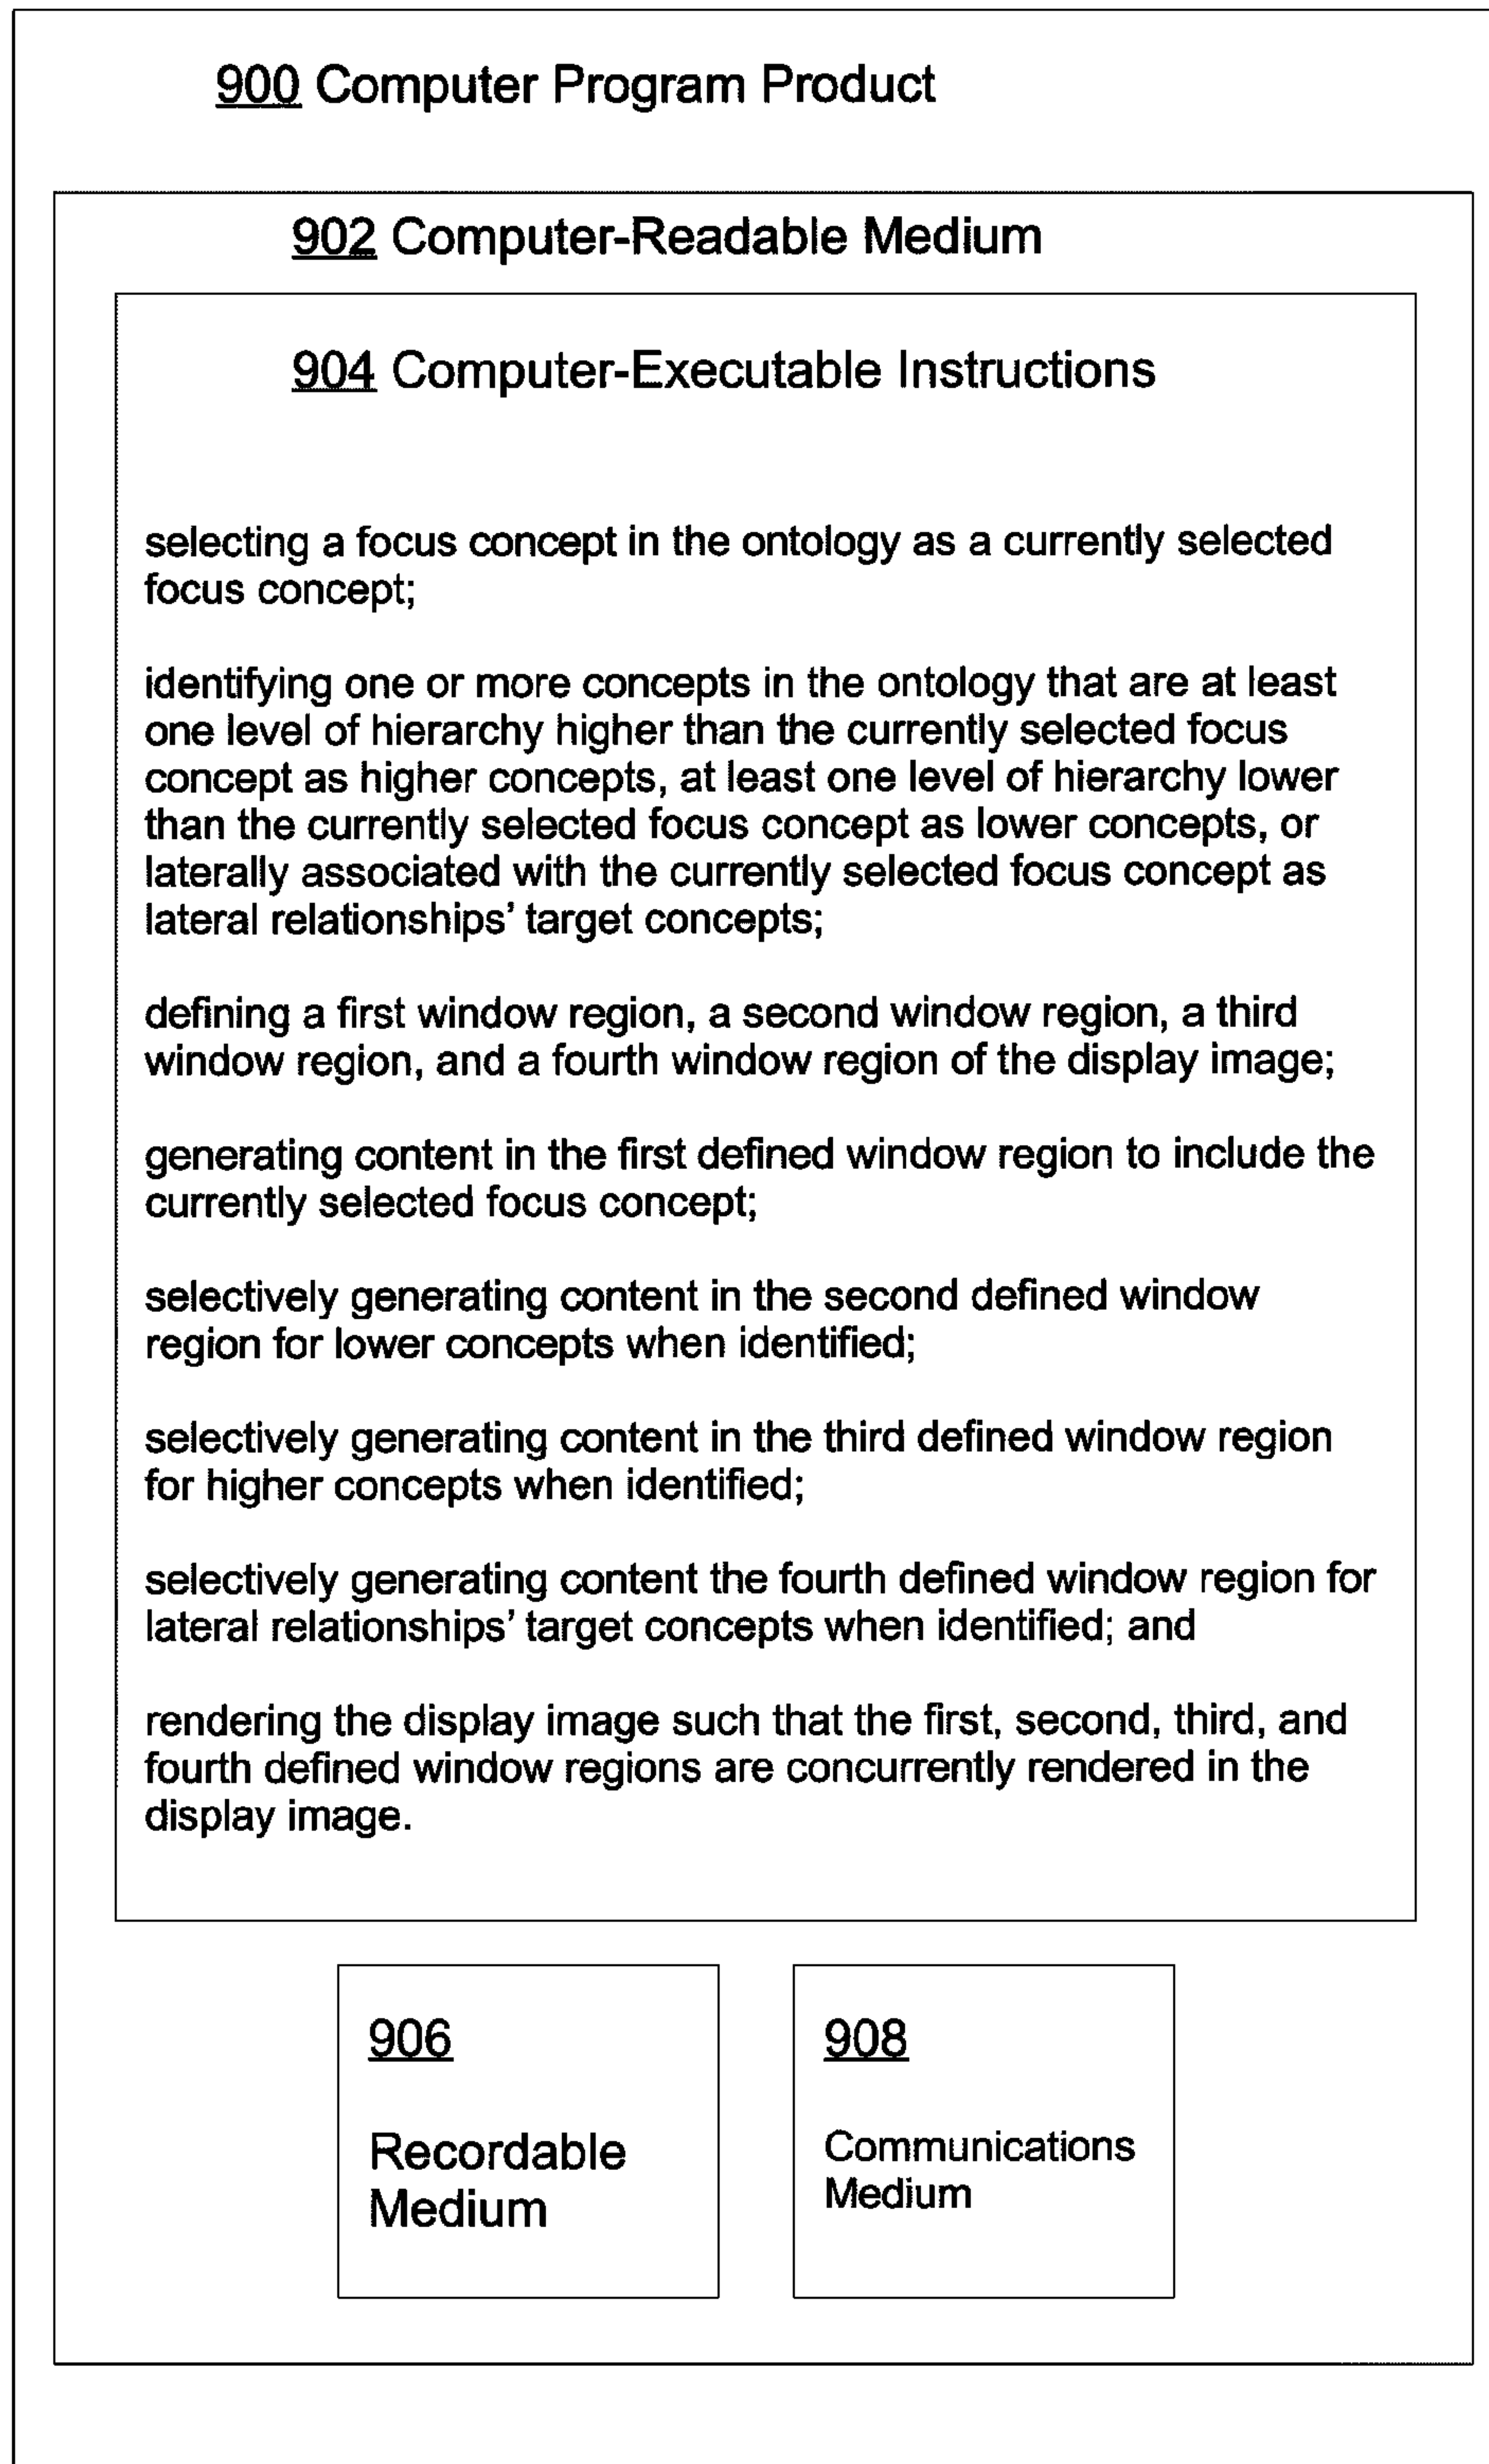 900 Computer Program Product
902 Computer-Readable Medium
904 Computer-Executable Instructions
selecting a focus concept in the ontology as a currently selected
focus concept;
identifying one or more concepts in the ontology that are at least
one level of hierarchy higher than the currently selected focus
concept as higher concepts, at least one level of hierarchy lower
than the currently selected focus concept as lower concepts, or
laterally associated with the currently selected focus concept as
lateral relationships' target concepts;
defining a first window region, a second window region, a third
window region, and a fourth window region of the display image;
generating content in the first defined window region to include the
currently selected focus concept;
selectively generating content in the second defined window
region for lower concepts when identified;
selectively generating content in the third defined window region
for higher concepts when identified;
selectively generating content the fourth defined window region for
lateral relationships' target concepts when identified; and
rendering the display image such that the first, second, third, and
fourth defined window regions are concurrently rendered in the
display image.
906
Recordable
Medium
908
Communications
Medium